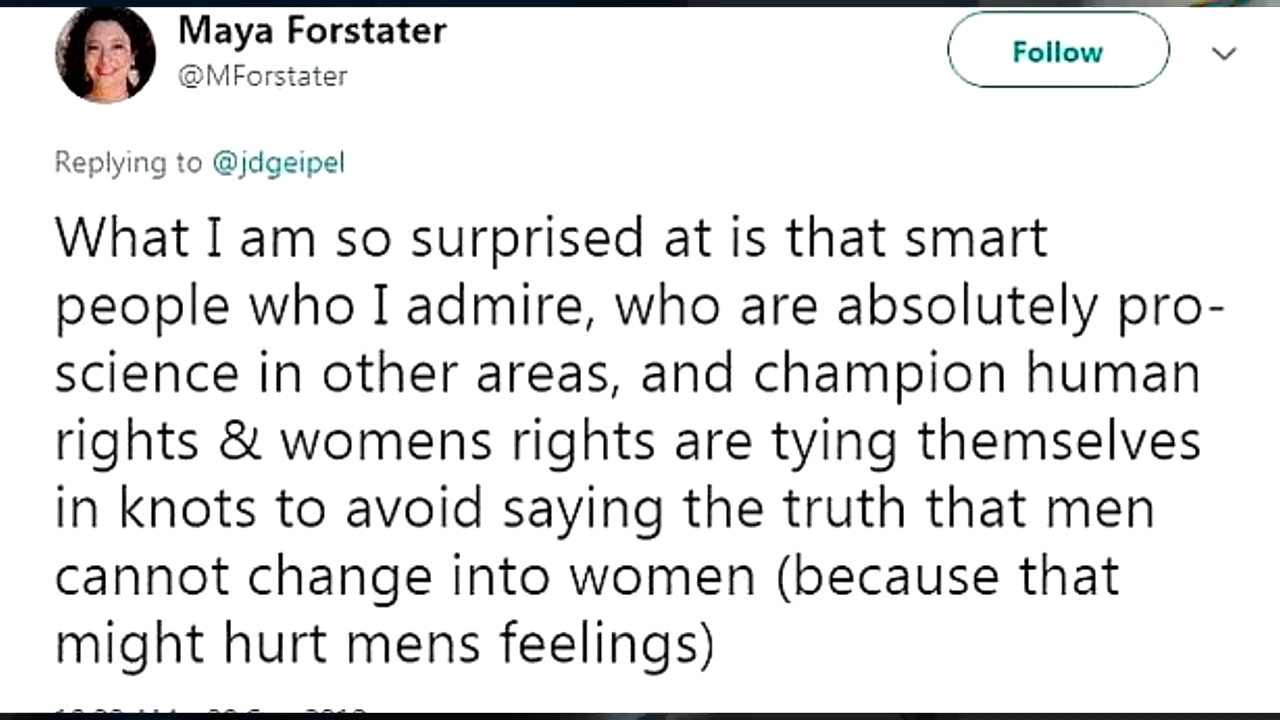 Maya Forstater
@MForstater
Follow
Replying to @jdgeipel
What I am so surprised at is that smart
people who I admire, who are absolutely pro-
science in other areas, and champion human
rights & womens rights are tying themselves
in knots to avoid saying the truth that men
cannot change into women (because that
might hurt mens feelings)